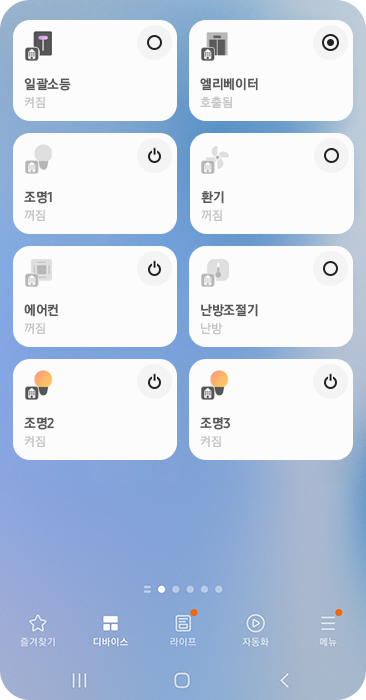 일괄소등
켜짐
엘리베이터
호출됨
조명1
꺼짐
환기
꺼짐
에어컨
꺼짐
난방조절기
난방
조명2
켜짐
조명3
켜짐
즐겨찾기
디바이스
라이프
자동화
메뉴